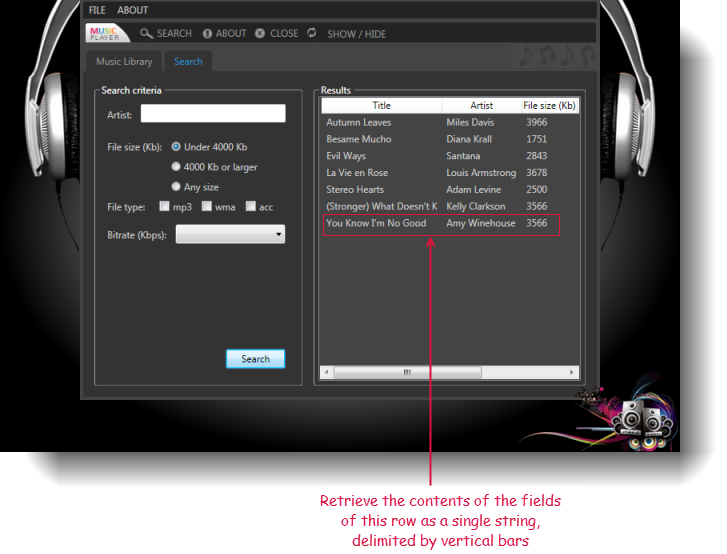 FILE ABOUT
MUSIC
PLAYER
SEARCH ABOUT CLOSE SHOW / HIDE
Music Library Search
Search criteria
Artist:
File size (Kb): Under 4000 Kb
4000 Kb or larger
Any size
File type: mp3 wma acc
Bitrate (Kbps):
Search
Results
Title Artist File size (Kb)
Autumn Leaves Miles Davis 3966
Besame Mucho Diana Krall 1751
Evil Ways Santana 2843
La Vie en Rose Louis Armstrong 3678
Stereo Hearts Adam Levine 2500
(Stronger) What Doesn't K Kelly Clarkson 3566
You Know I'm No Good Amy Winehouse 3566
Retrieve the contents of the fields
of this row as a single string,
delimited by vertical bars